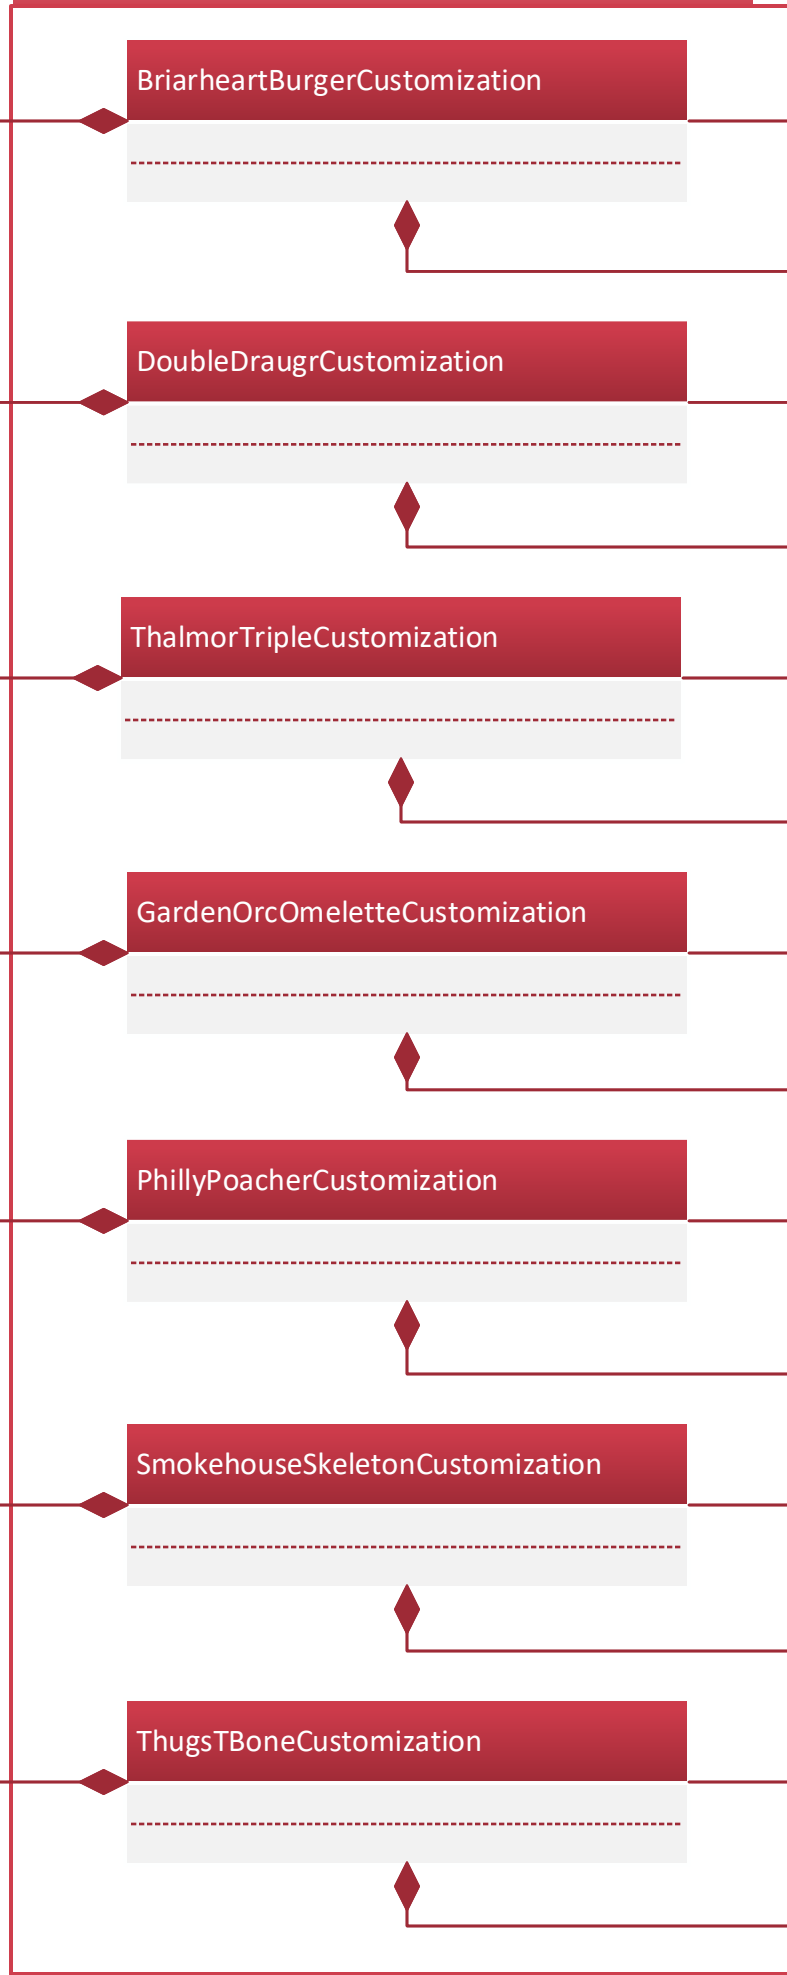 BriarheartBurgerCustomization
DoubleDraugrCustomization
ThalmorTripleCustomization
GardenOrcOmeletteCustomization
PhillyPoacherCustomization
SmokehouseSkeletonCustomization
ThugsTBoneCustomization